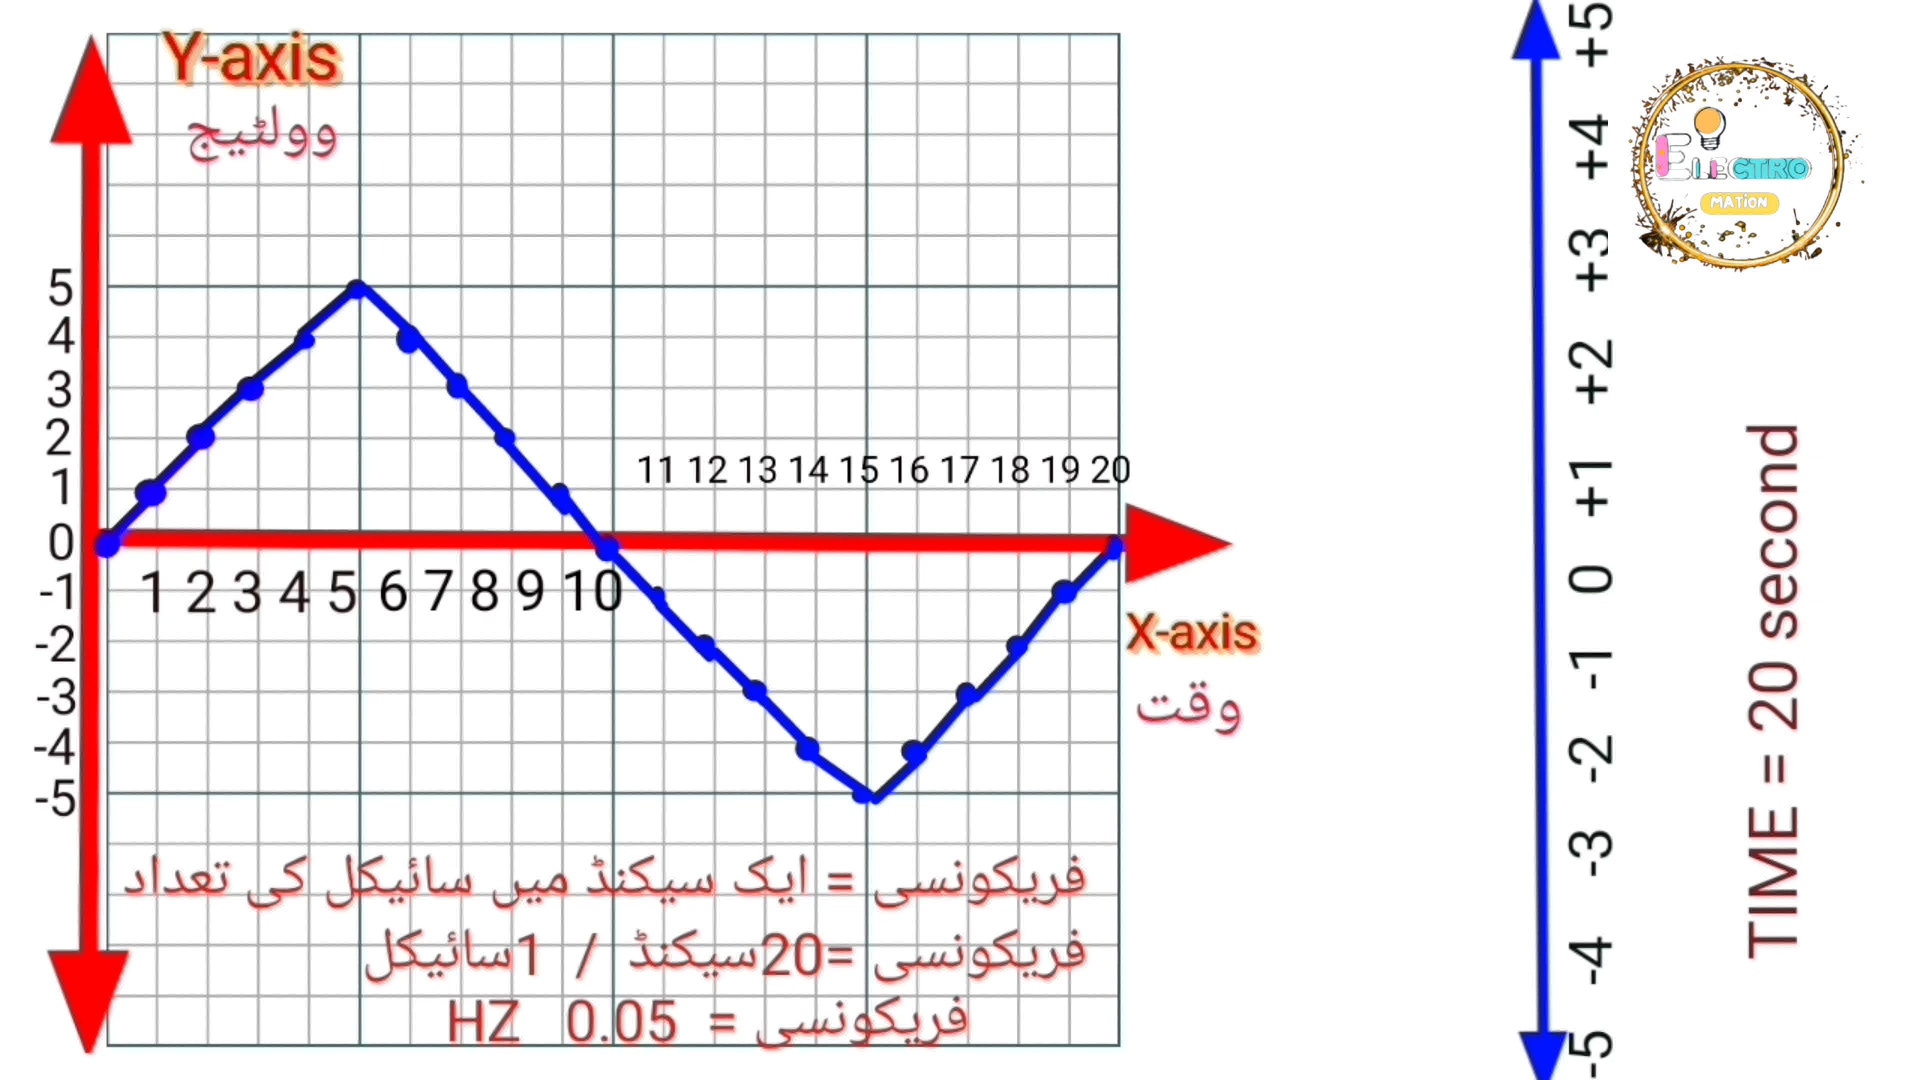 Y-axis
وولٹیج
5
4
3
2
1
0
-1
-2
-3
-4
-5
1 2 3 4 5 6 7 8 9 10
11 12 13 14 15 16 17 18 19 20
X-axis
وقت
فریکونسی = ایک سیکنڈ میں سائیکل کی تعداد
فریکونسی =20سیکنڈ / 1سائیکل
فریکونسی = 0.05 HZ
+5
+4
+3
+2
+1
0
-1
-2
-3
-4
-5
TIME = 20 second
ELECTRO
MATION